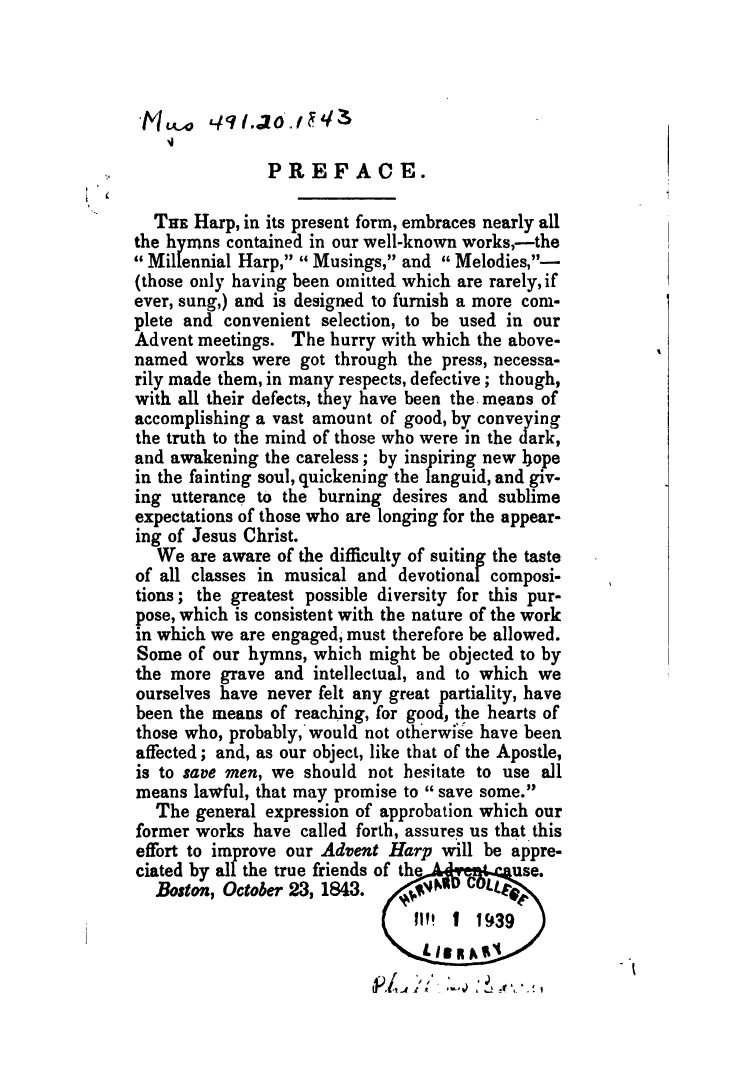 Mus 491.20.1843
PREFACE.
THE Harp, in its present form, embraces nearly all
the hymns contained in our well-known works,—the
“ Millennial Harp,” “ Musings,” and “ Melodies,”—
(those only having been omitted which are rarely, if
ever, sung,) and is designed to furnish a more com-
plete and convenient selection, to be used in our
Advent meetings. The hurry with which the above-
named works were got through the press, necessa-
rily made them, in many respects, defective ; though,
with all their defects, they have been the means of
accomplishing a vast amount of good, by conveying
the truth to the mind of those who were in the dark,
and awakening the careless ; by inspiring new hope
in the fainting soul, quickening the languid, and giv-
ing utterance to the burning desires and sublime
expectations of those who are longing for the appear-
ing of Jesus Christ.
We are aware of the difficulty of suiting the taste
of all classes in musical and devotional composi-
tions ; the greatest possible diversity for this pur-
pose, which is consistent with the nature of the work
in which we are engaged, must therefore be allowed.
Some of our hymns, which might be objected to by
the more grave and intellectual, and to which we
ourselves have never felt any great partiality, have
been the means of reaching, for good, the hearts of
those who, probably, would not otherwise have been
affected ; and, as our object, like that of the Apostle,
is to save men, we should not hesitate to use all
means lawful, that may promise to “ save some.”
The general expression of approbation which our
former works have called forth, assures us that this
effort to improve our Advent Harp will be appre-
ciated by all the true friends of the Advent cause.
Boston, October 23, 1843.
HARVARD COLLEGE
1 1939
LIBRARY